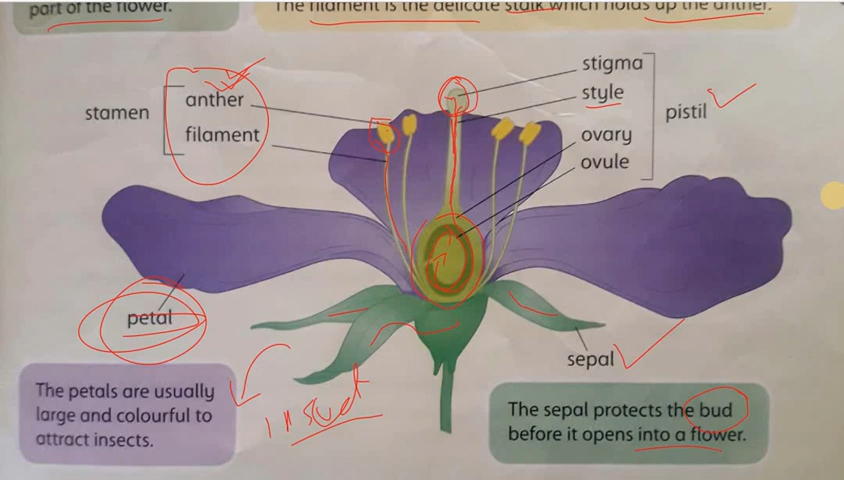 part of the flower.
The filament is the delicate stalk which holds up the anther.
stigma
style
pistil
ovary
ovule
stamen
anther
filament
petal
sepal
The petals are usually
large and colourful to
attract insects.
The sepal protects the bud
before it opens into a flower.